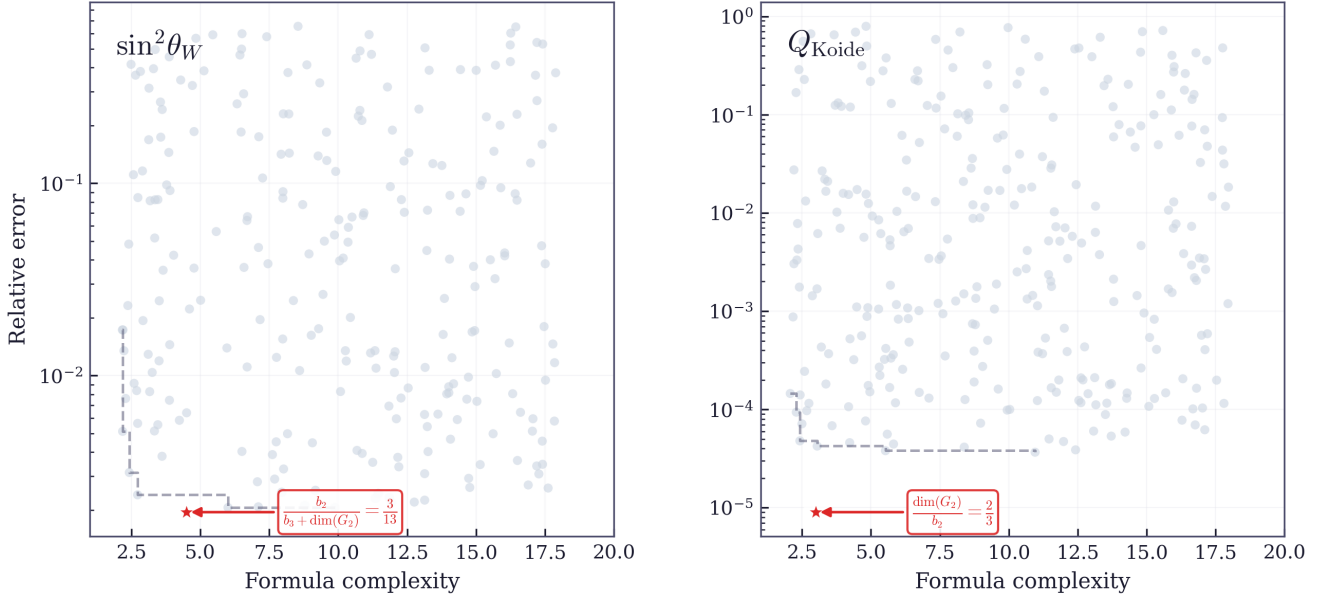 sin²θ_W
Relative error
10⁻¹
10⁻²
2.5 5.0 7.5 10.0 12.5 15.0 17.5 20.0
Formula complexity
b₂ / (b₃ + dim(G₂)) = 3/13
Q_Koide
10⁰
10⁻¹
10⁻²
10⁻³
10⁻⁴
10⁻⁵
2.5 5.0 7.5 10.0 12.5 15.0 17.5 20.0
Formula complexity
dim(G₂) / b₂ = 2/3